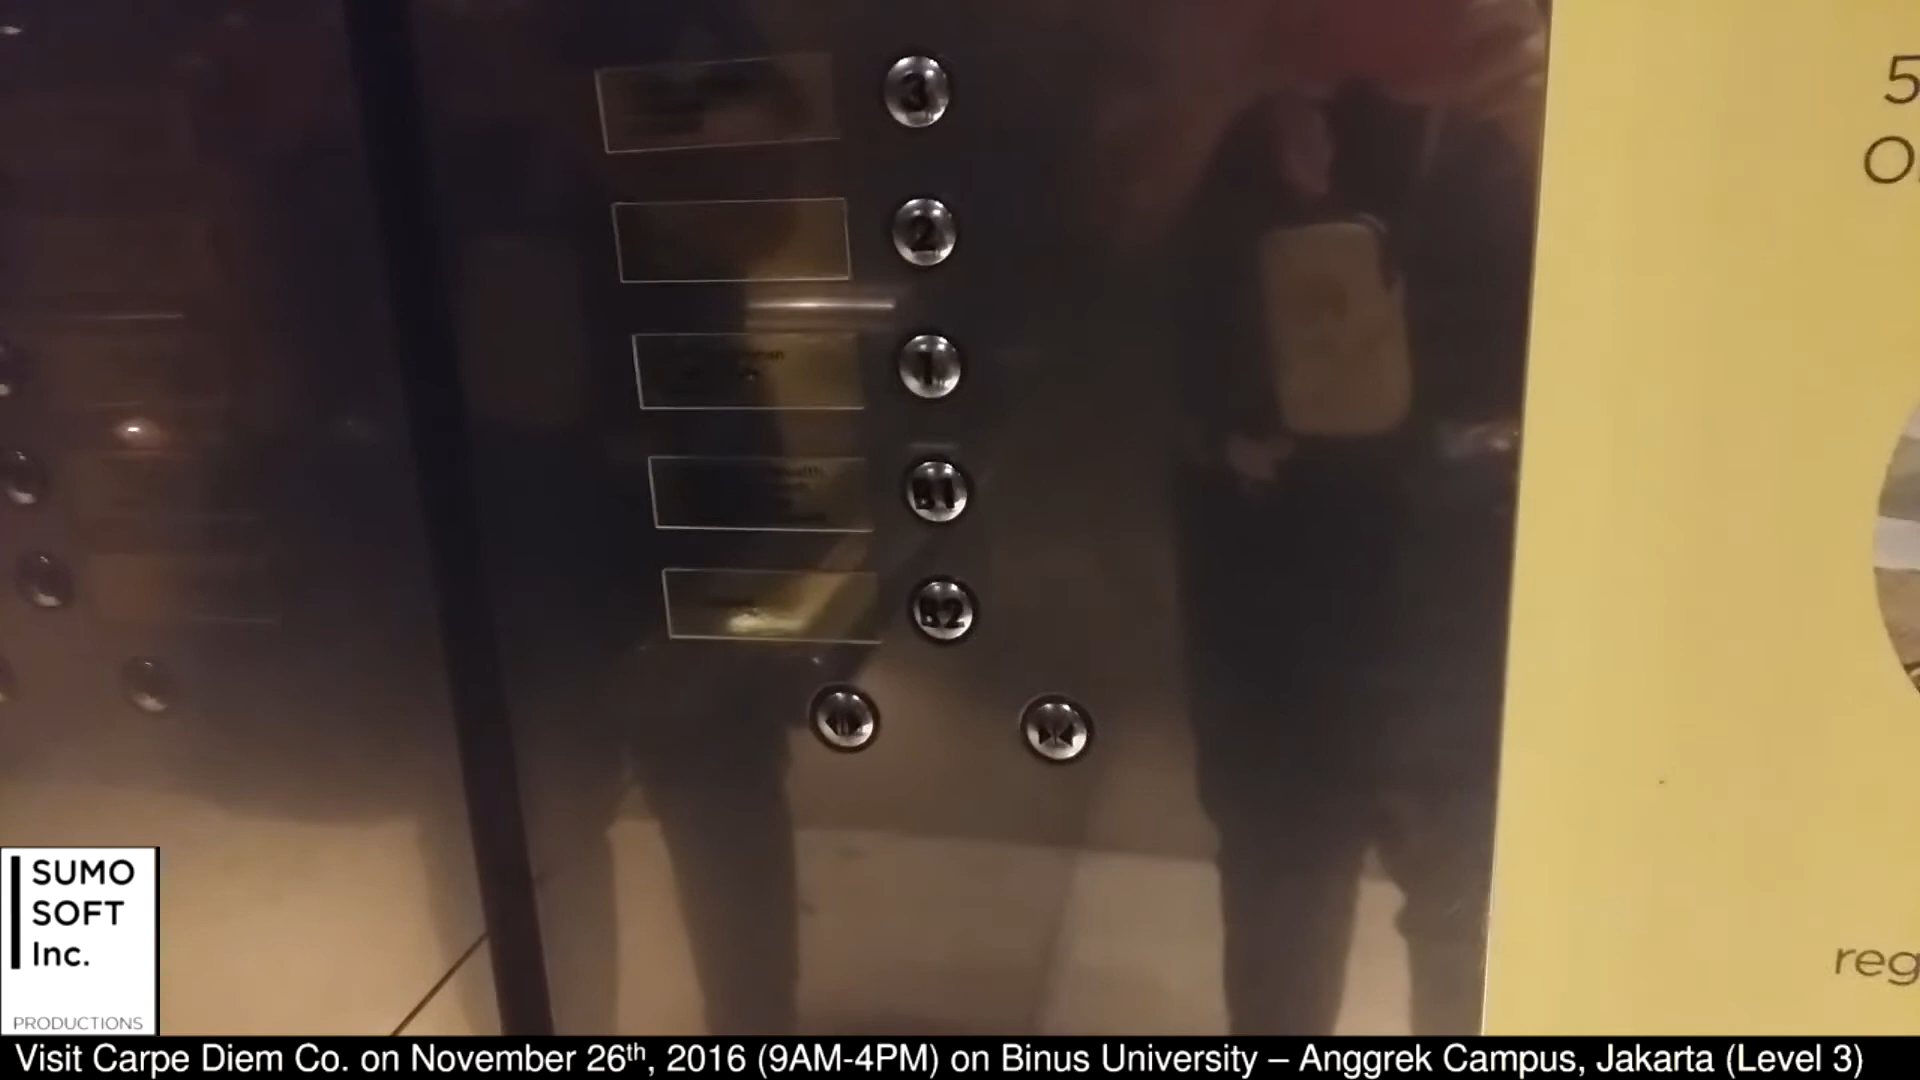 3
2
1
B1
B2
5
reg
SUMO
SOFT
Inc.
PRODUCTIONS
Visit Carpe Diem Co. on November 26th, 2016 (9AM-4PM) on Binus University – Anggrek Campus, Jakarta (Level 3)